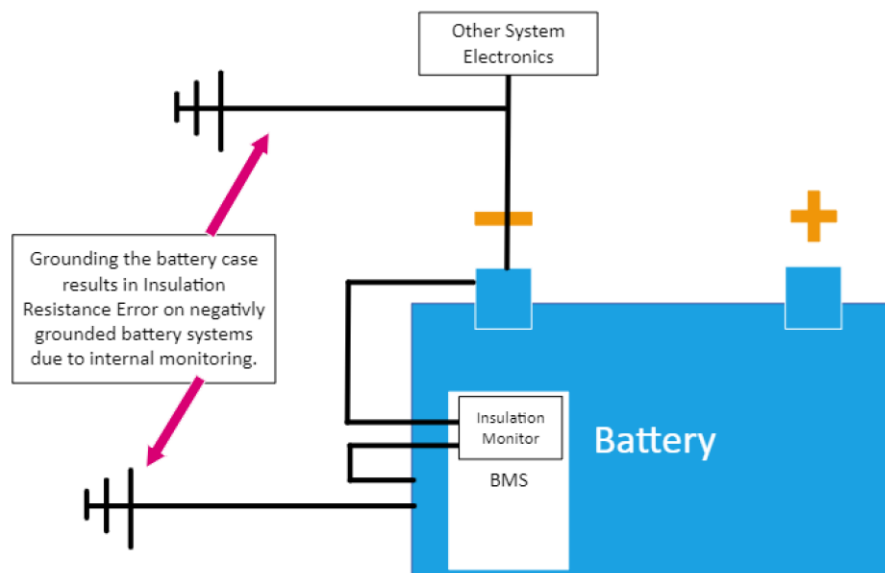 Other System
Electronics
Grounding the battery case
results in Insulation
Resistance Error on negativly
grounded battery systems
due to internal monitoring.
− +
Insulation
Monitor
BMS
Battery